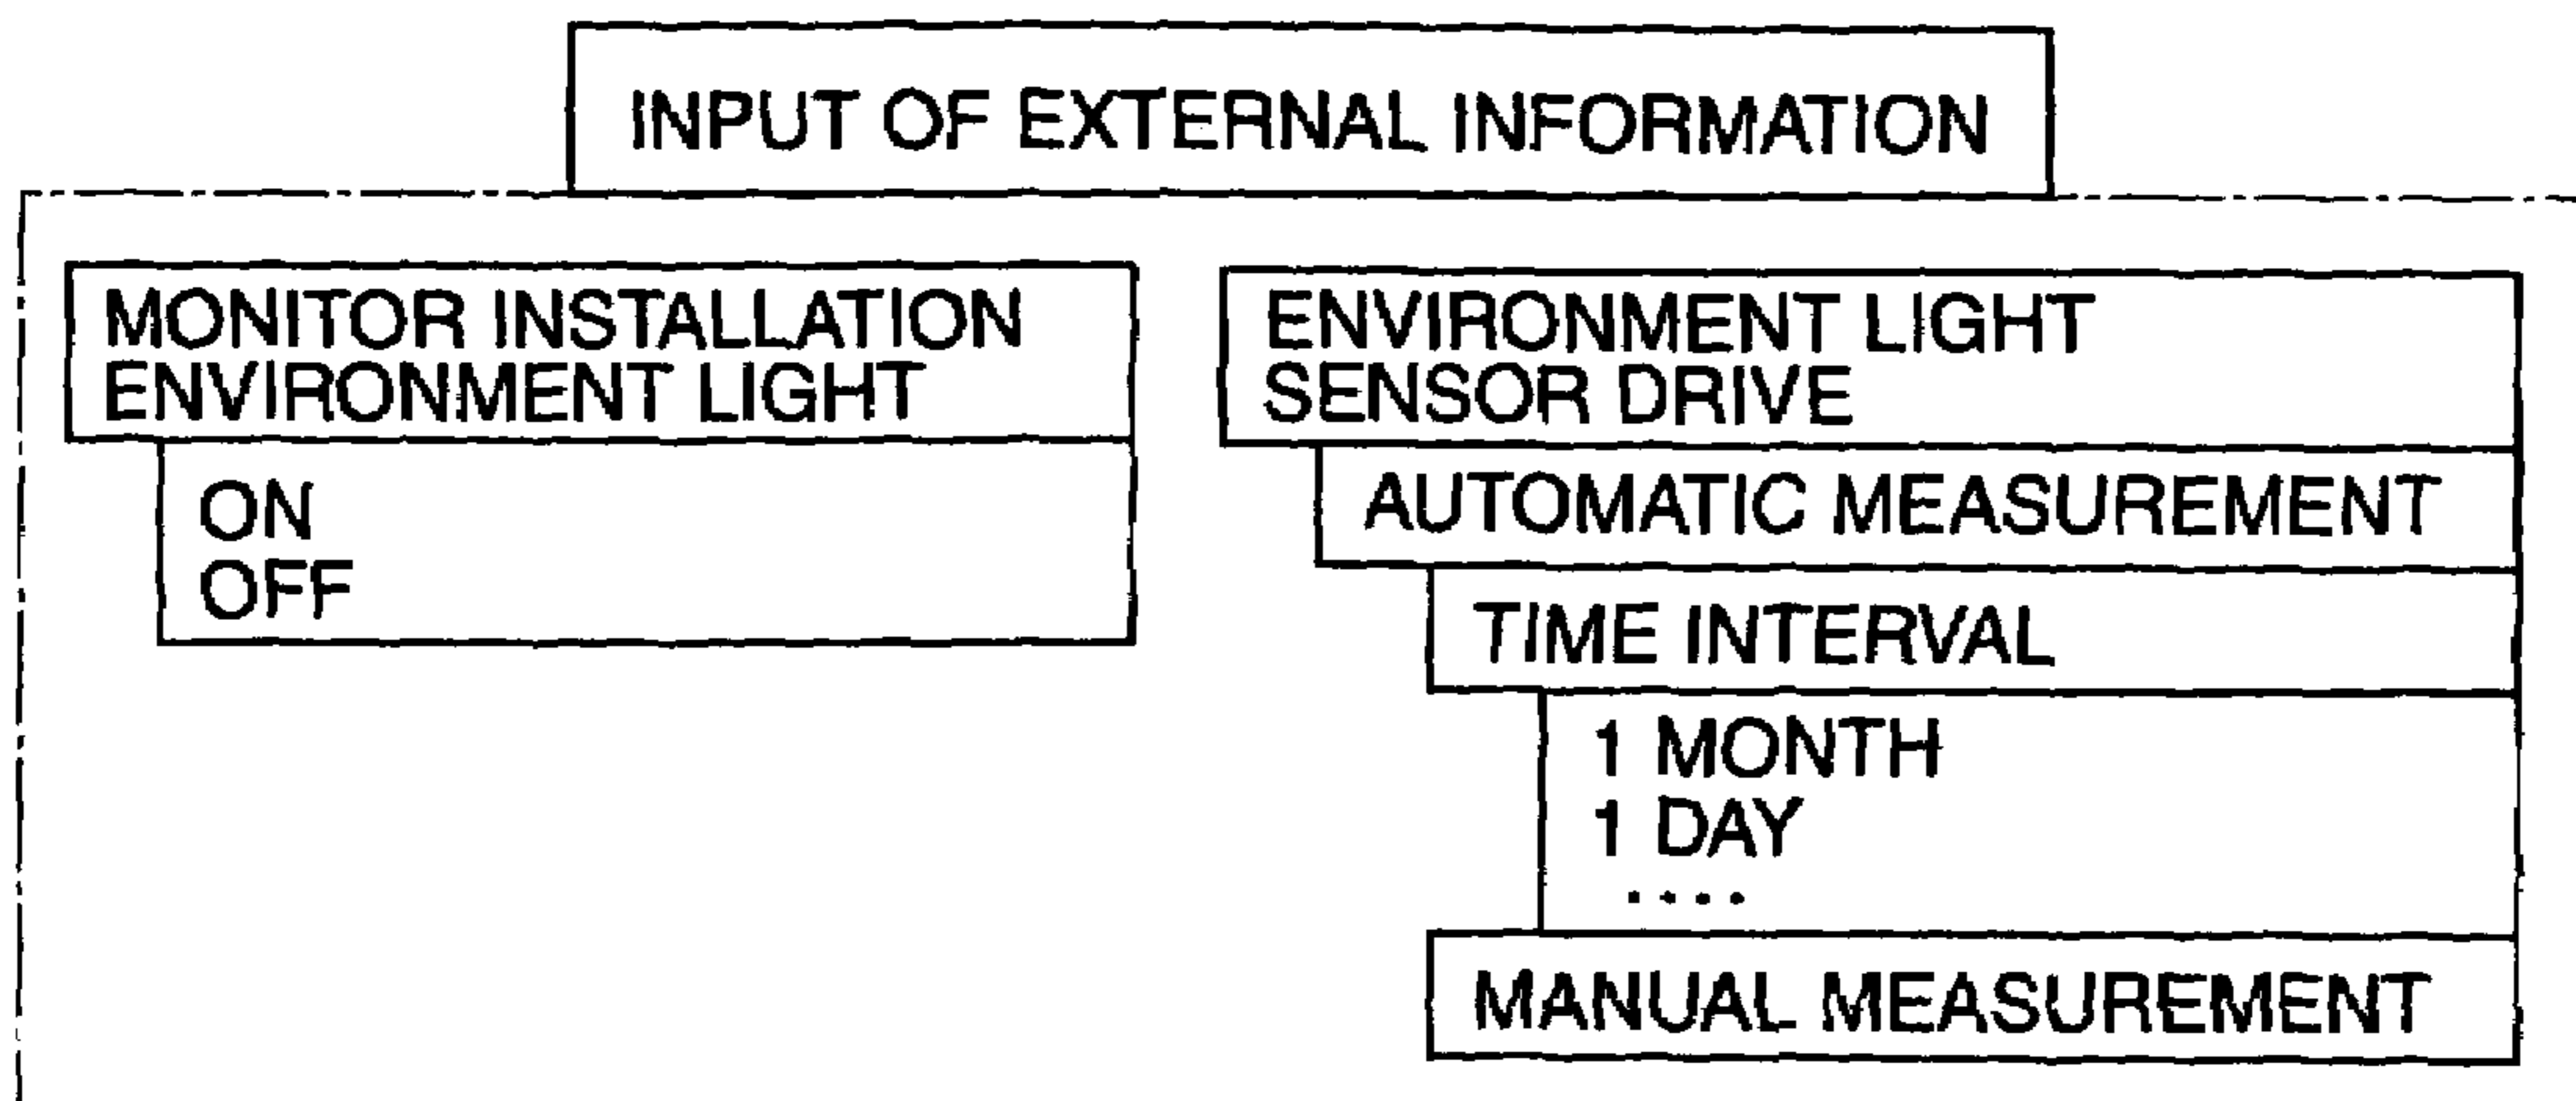 INPUT OF EXTERNAL INFORMATION
MONITOR INSTALLATION
ENVIRONMENT LIGHT
ON
OFF
ENVIRONMENT LIGHT
SENSOR DRIVE
AUTOMATIC MEASUREMENT
TIME INTERVAL
1 MONTH
1 DAY
....
MANUAL MEASUREMENT